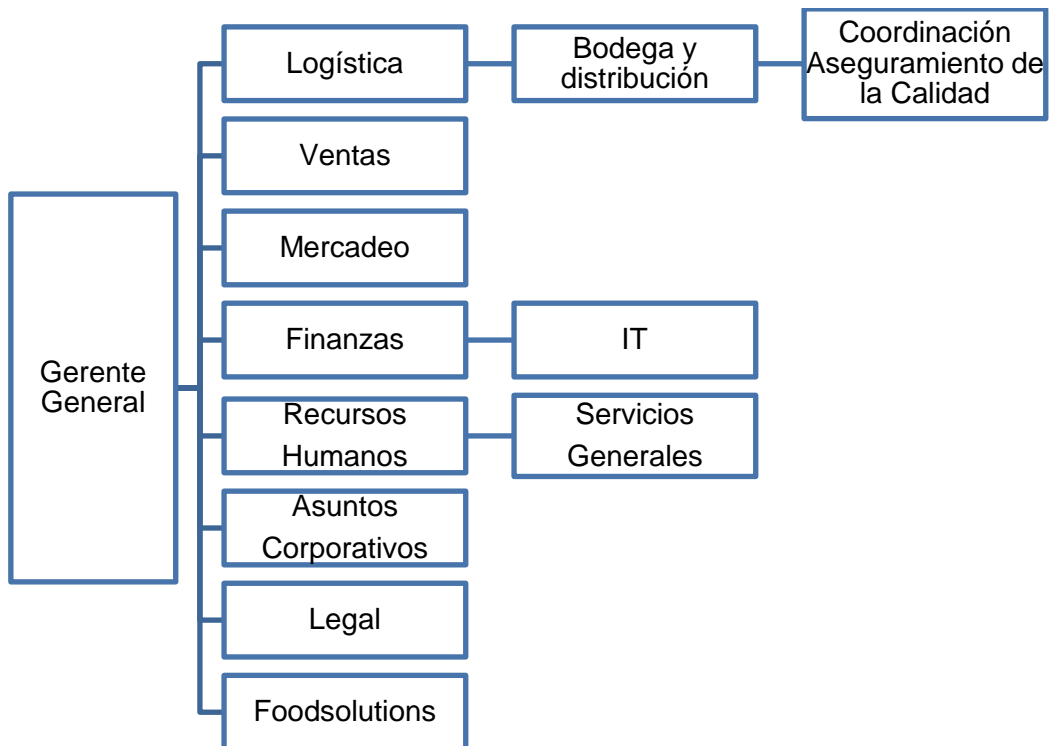 Logística
Bodega y
distribución
Coordinación
Aseguramiento de
la Calidad
Ventas
Mercadeo
Gerente
General
Finanzas
IT
Recursos
Humanos
Servicios
Generales
Asuntos
Corporativos
Legal
Foodsolutions